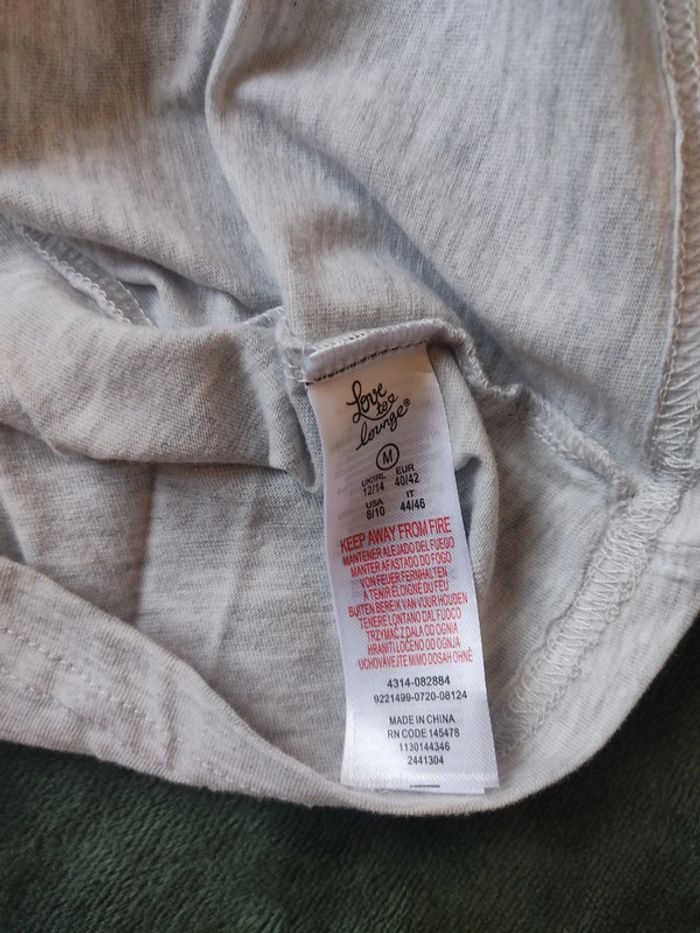 Love
to
lounge®
M
UK/IRL EUR
12/14 40/42
USA IT
8/10 44/46
KEEP AWAY FROM FIRE
MANTENER ALEJADO DEL FUEGO
MANTER AFASTADO DO FOGO
VON FEUER FERNHALTEN
A TENIR ÉLOIGNE DU FEU
BUITEN BEREIK VAN VUUR HOUDEN
TENERE LONTANO DAL FUOCO
TRZYMAĆ Z DALA OD OGNIA
HRANITI LOČENO OD OGNJA
UCHOVÁVEJTE MIMO DOSAH OHNĚ
4314-082884
9221499-0720-08124
MADE IN CHINA
RN CODE 145478
1130144346
2441304